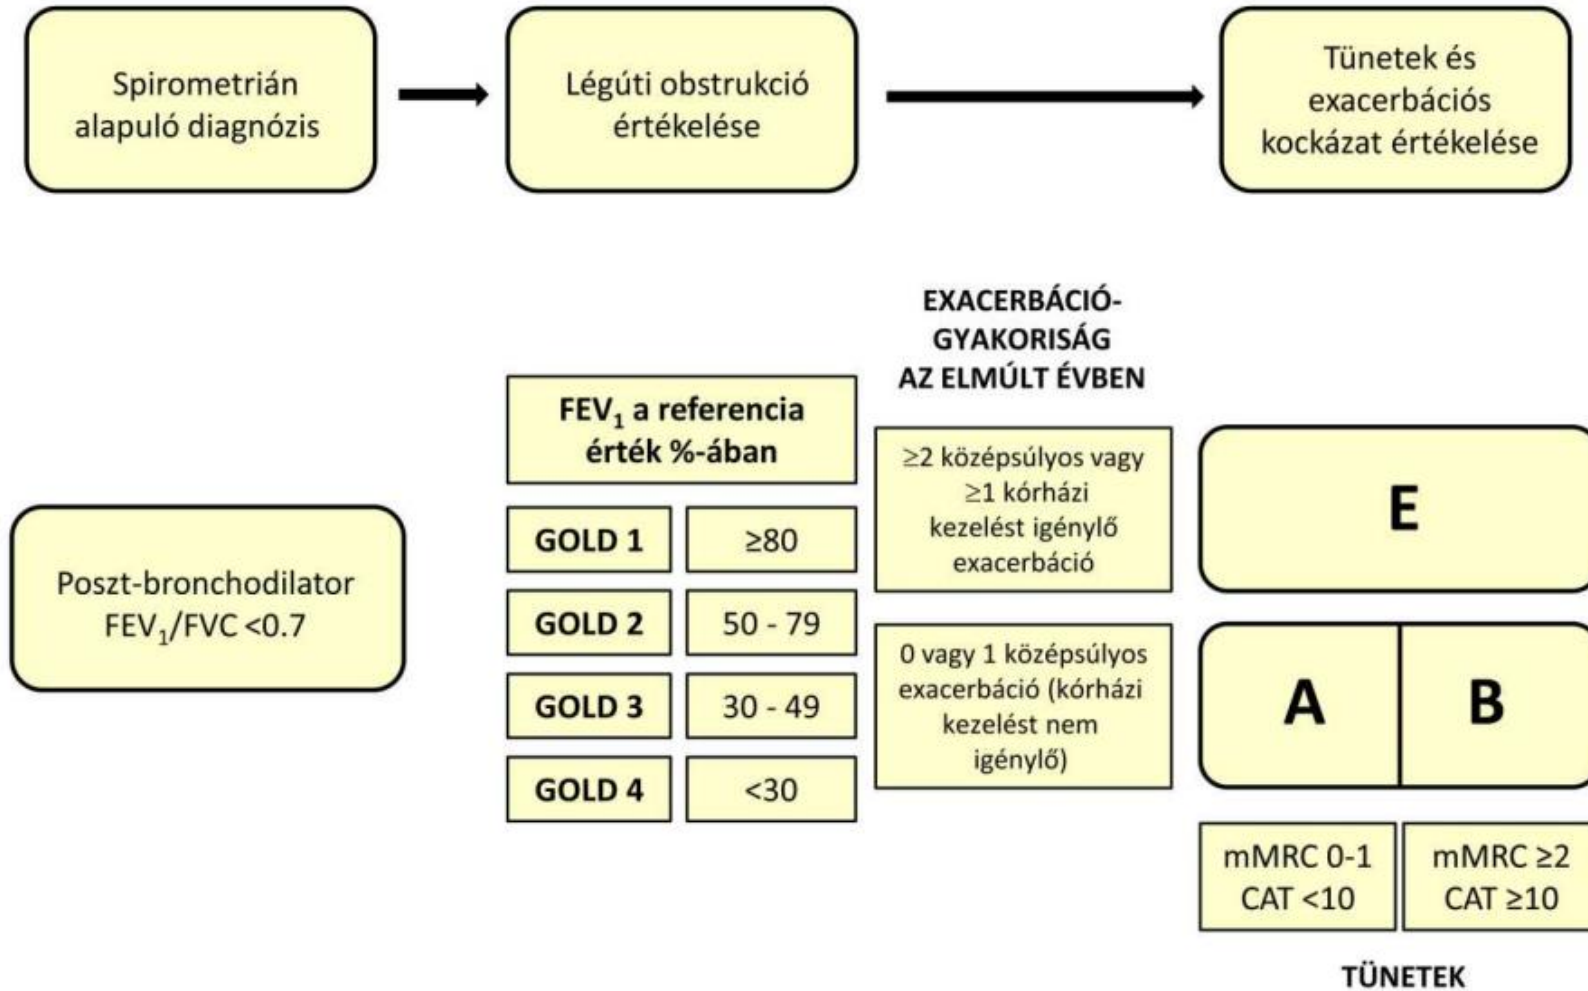 Spirometrián
alapuló diagnózis
Légúti obstrukció
értékelése
Tünetek és
exacerbációs
kockázat értékelése
Poszt-bronchodilator
FEV₁/FVC <0.7
FEV₁ a referencia
érték %-ában
GOLD 1 ≥80
GOLD 2 50 - 79
GOLD 3 30 - 49
GOLD 4 <30
EXACERBÁCIÓ-
GYAKORISÁG
AZ ELMÚLT ÉVBEN
≥2 középsúlyos vagy
≥1 kórházi
kezelést igénylő
exacerbáció
0 vagy 1 középsúlyos
exacerbáció (kórházi
kezelést nem
igénylő)
E
A B
mMRC 0-1
CAT <10
mMRC ≥2
CAT ≥10
TÜNETEK